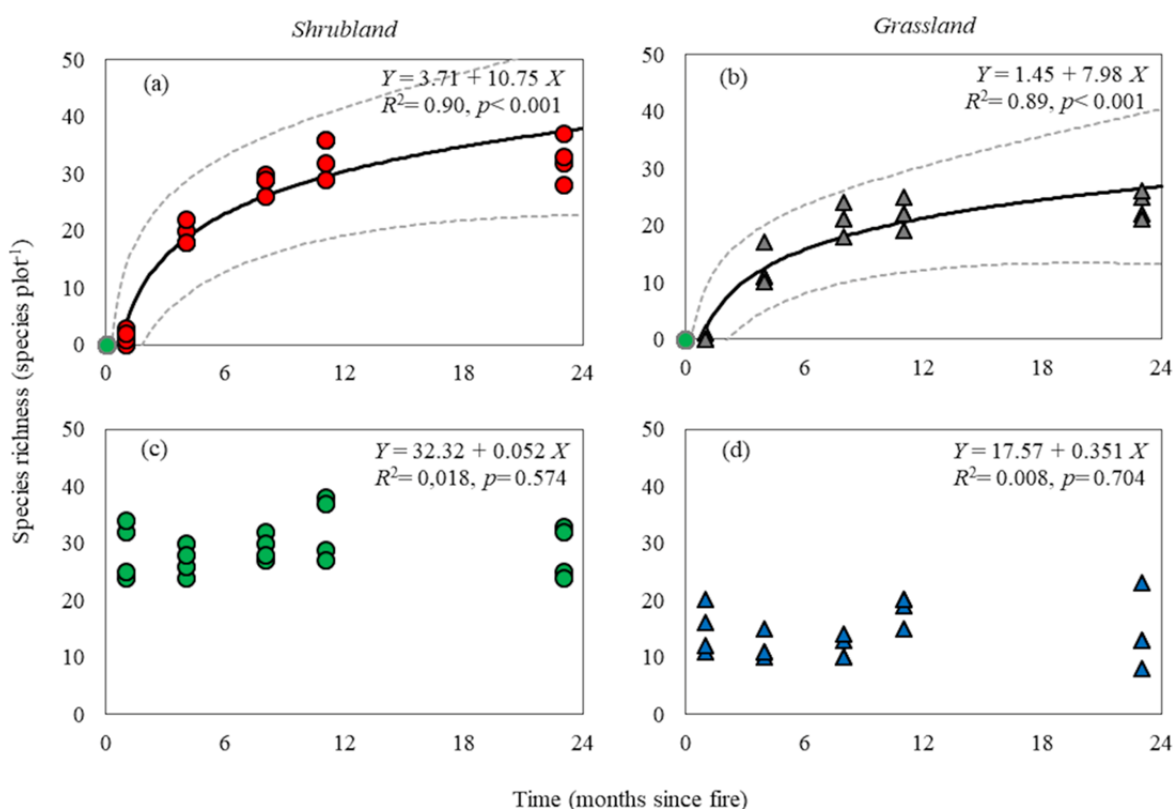 Shrubland
Grassland
(a)
Y = 3.71 + 10.75 X
R²= 0.90, p< 0.001
50
40
30
20
10
0
0 6 12 18 24
(b)
Y = 1.45 + 7.98 X
R²= 0.89, p< 0.001
50
40
30
20
10
0
0 6 12 18 24
Species richness (species plot⁻¹)
(c)
Y = 32.32 + 0.052 X
R²= 0,018, p= 0.574
50
40
30
20
10
0
0 6 12 18 24
(d)
Y = 17.57 + 0.351 X
R²= 0.008, p= 0.704
50
40
30
20
10
0
0 6 12 18 24
Time (months since fire)